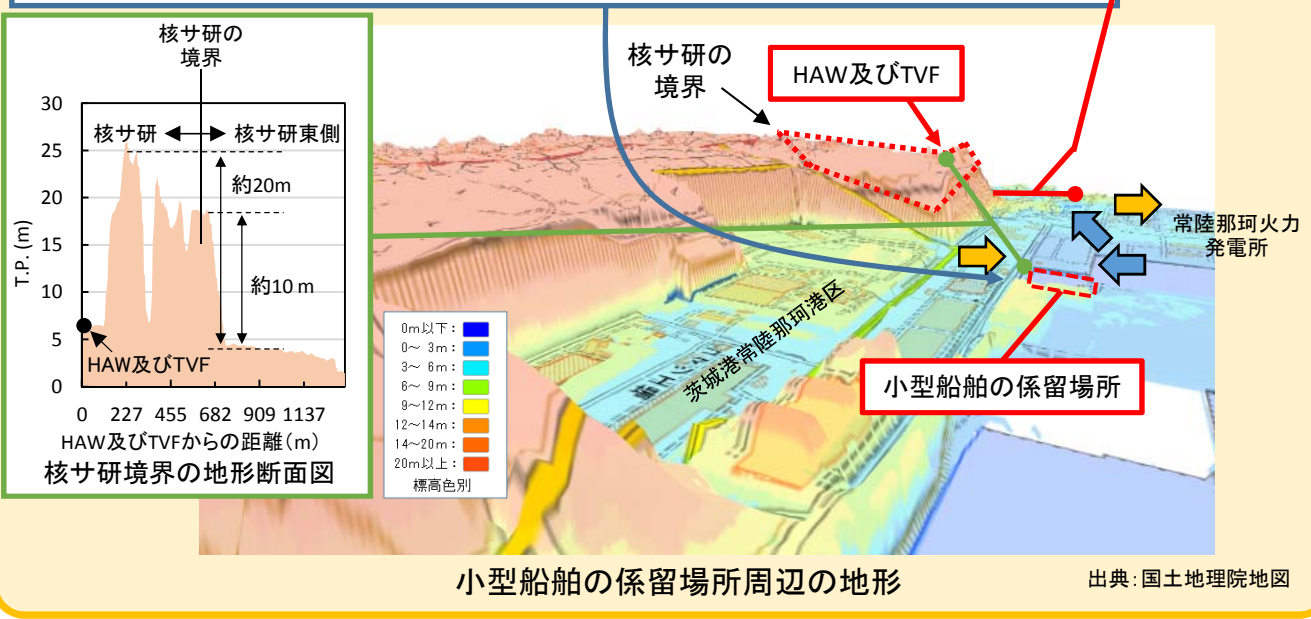 核サ研の
境界
30
25
20
15
10
5
0
T.P. (m)
核サ研
核サ研東側
約20m
約10 m
HAW及びTVF
0 227 455 682 909 1137
HAW及びTVFからの距離(m)
核サ研境界の地形断面図
核サ研の
境界
HAW及びTVF
常陸那珂火力
発電所
茨城港常陸那珂港区
小型船舶の係留場所
0m以下:
0～ 3m:
3～ 6m:
6～ 9m:
9～12m:
12～14m:
14～20m:
20m以上:
標高色別
小型船舶の係留場所周辺の地形
出典:国土地理院地図